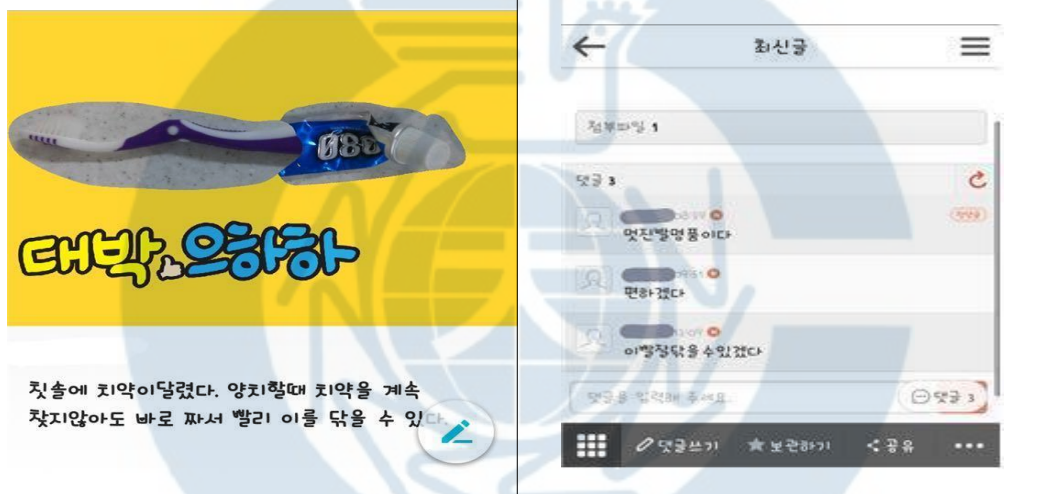 080
대박 으하하
칫솔에 치약이달렸다. 양치할때 치약을 계속
찾지않아도 바로 짜서 빨리 이를 닦을 수 있다.
최신글
첨부파일 1
댓글 3
멋진발명품이다
편하겠다
이빨잘닦을수있겠다
댓글을 입력해 주세요.
댓글 3
댓글쓰기 보관하기 공유